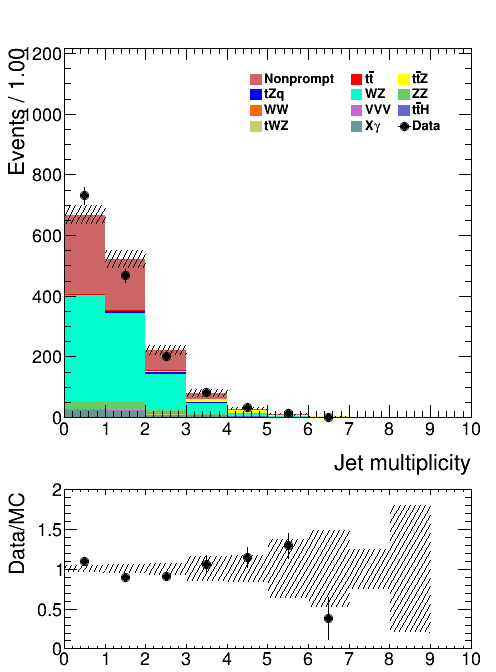 Events / 1.00
1200
1000
800
600
400
200
0
Nonprompt tt̄ tt̄Z
tZq WZ ZZ
WW VVV tt̄H
tWZ Xγ Data
0 1 2 3 4 5 6 7 8 9 10
Jet multiplicity
Data/MC
2
1.5
1
0.5
0
0 1 2 3 4 5 6 7 8 9 10